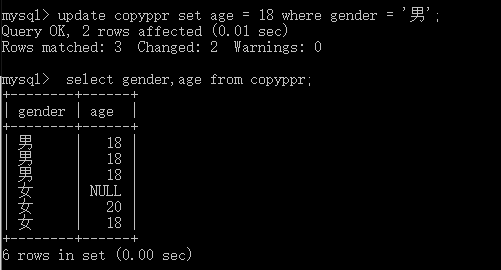 mysql> update copyppr set age = 18 where gender = '男';
Query OK, 2 rows affected (0.01 sec)
Rows matched: 3  Changed: 2  Warnings: 0
mysql>  select gender,age from copyppr;
+--------+------+
| gender | age  |
+--------+------+
| 男     |   18 |
| 男     |   18 |
| 男     |   18 |
| 女     | NULL |
| 女     |   20 |
| 女     |   18 |
+--------+------+
6 rows in set (0.00 sec)